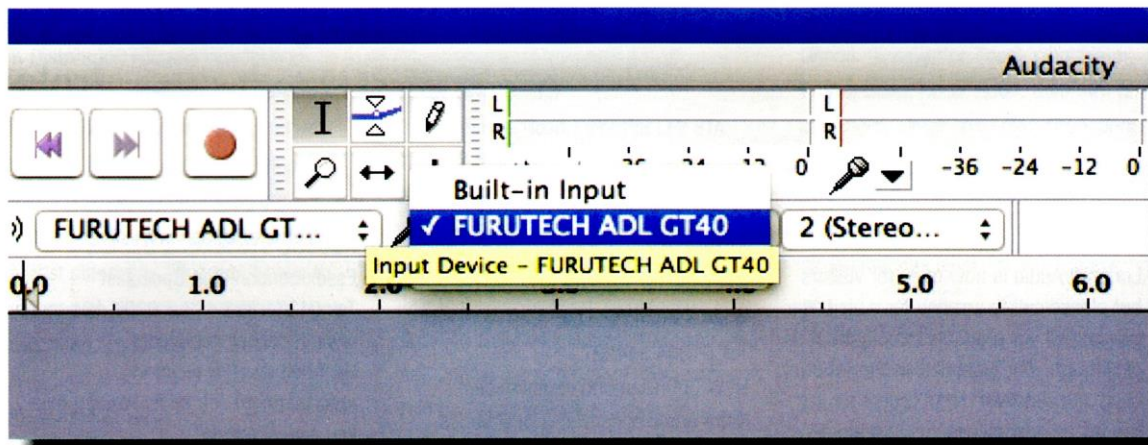 Audacity
L
R
L
R
0
-36 -24 -12 0
Built-in Input
FURUTECH ADL GT...
✓ FURUTECH ADL GT40
2 (Stereo...
Input Device - FURUTECH ADL GT40
0.0 1.0 5.0 6.0